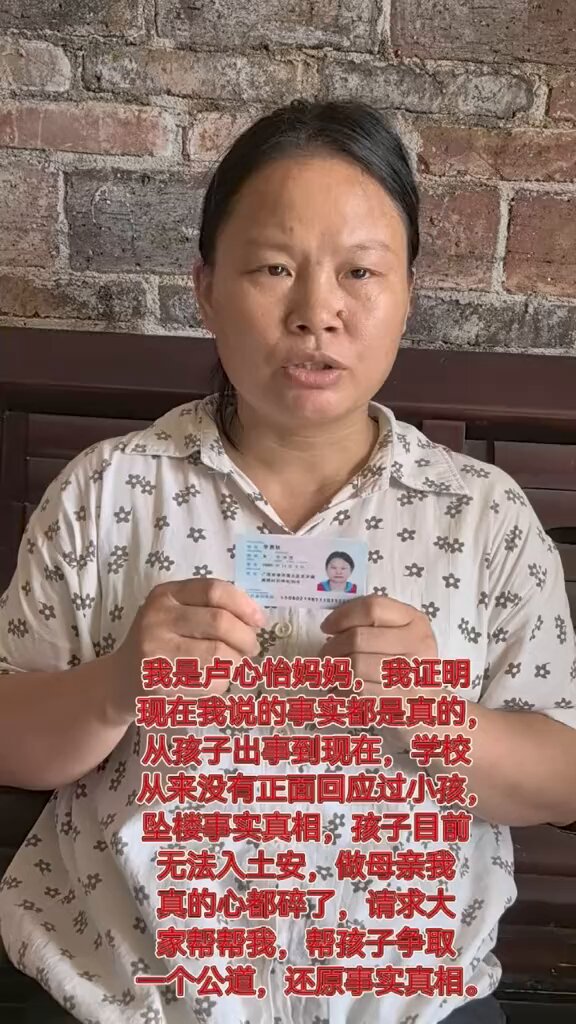 我是卢心怡妈妈，我证明
现在我说的事实都是真的，
从孩子出事到现在，学校
从来没有正面回应过小孩，
坠楼事实真相，孩子目前
无法入土安，做母亲我
真的心都碎了，请求大
家帮帮我，帮孩子争取
一个公道，还原事实真相。